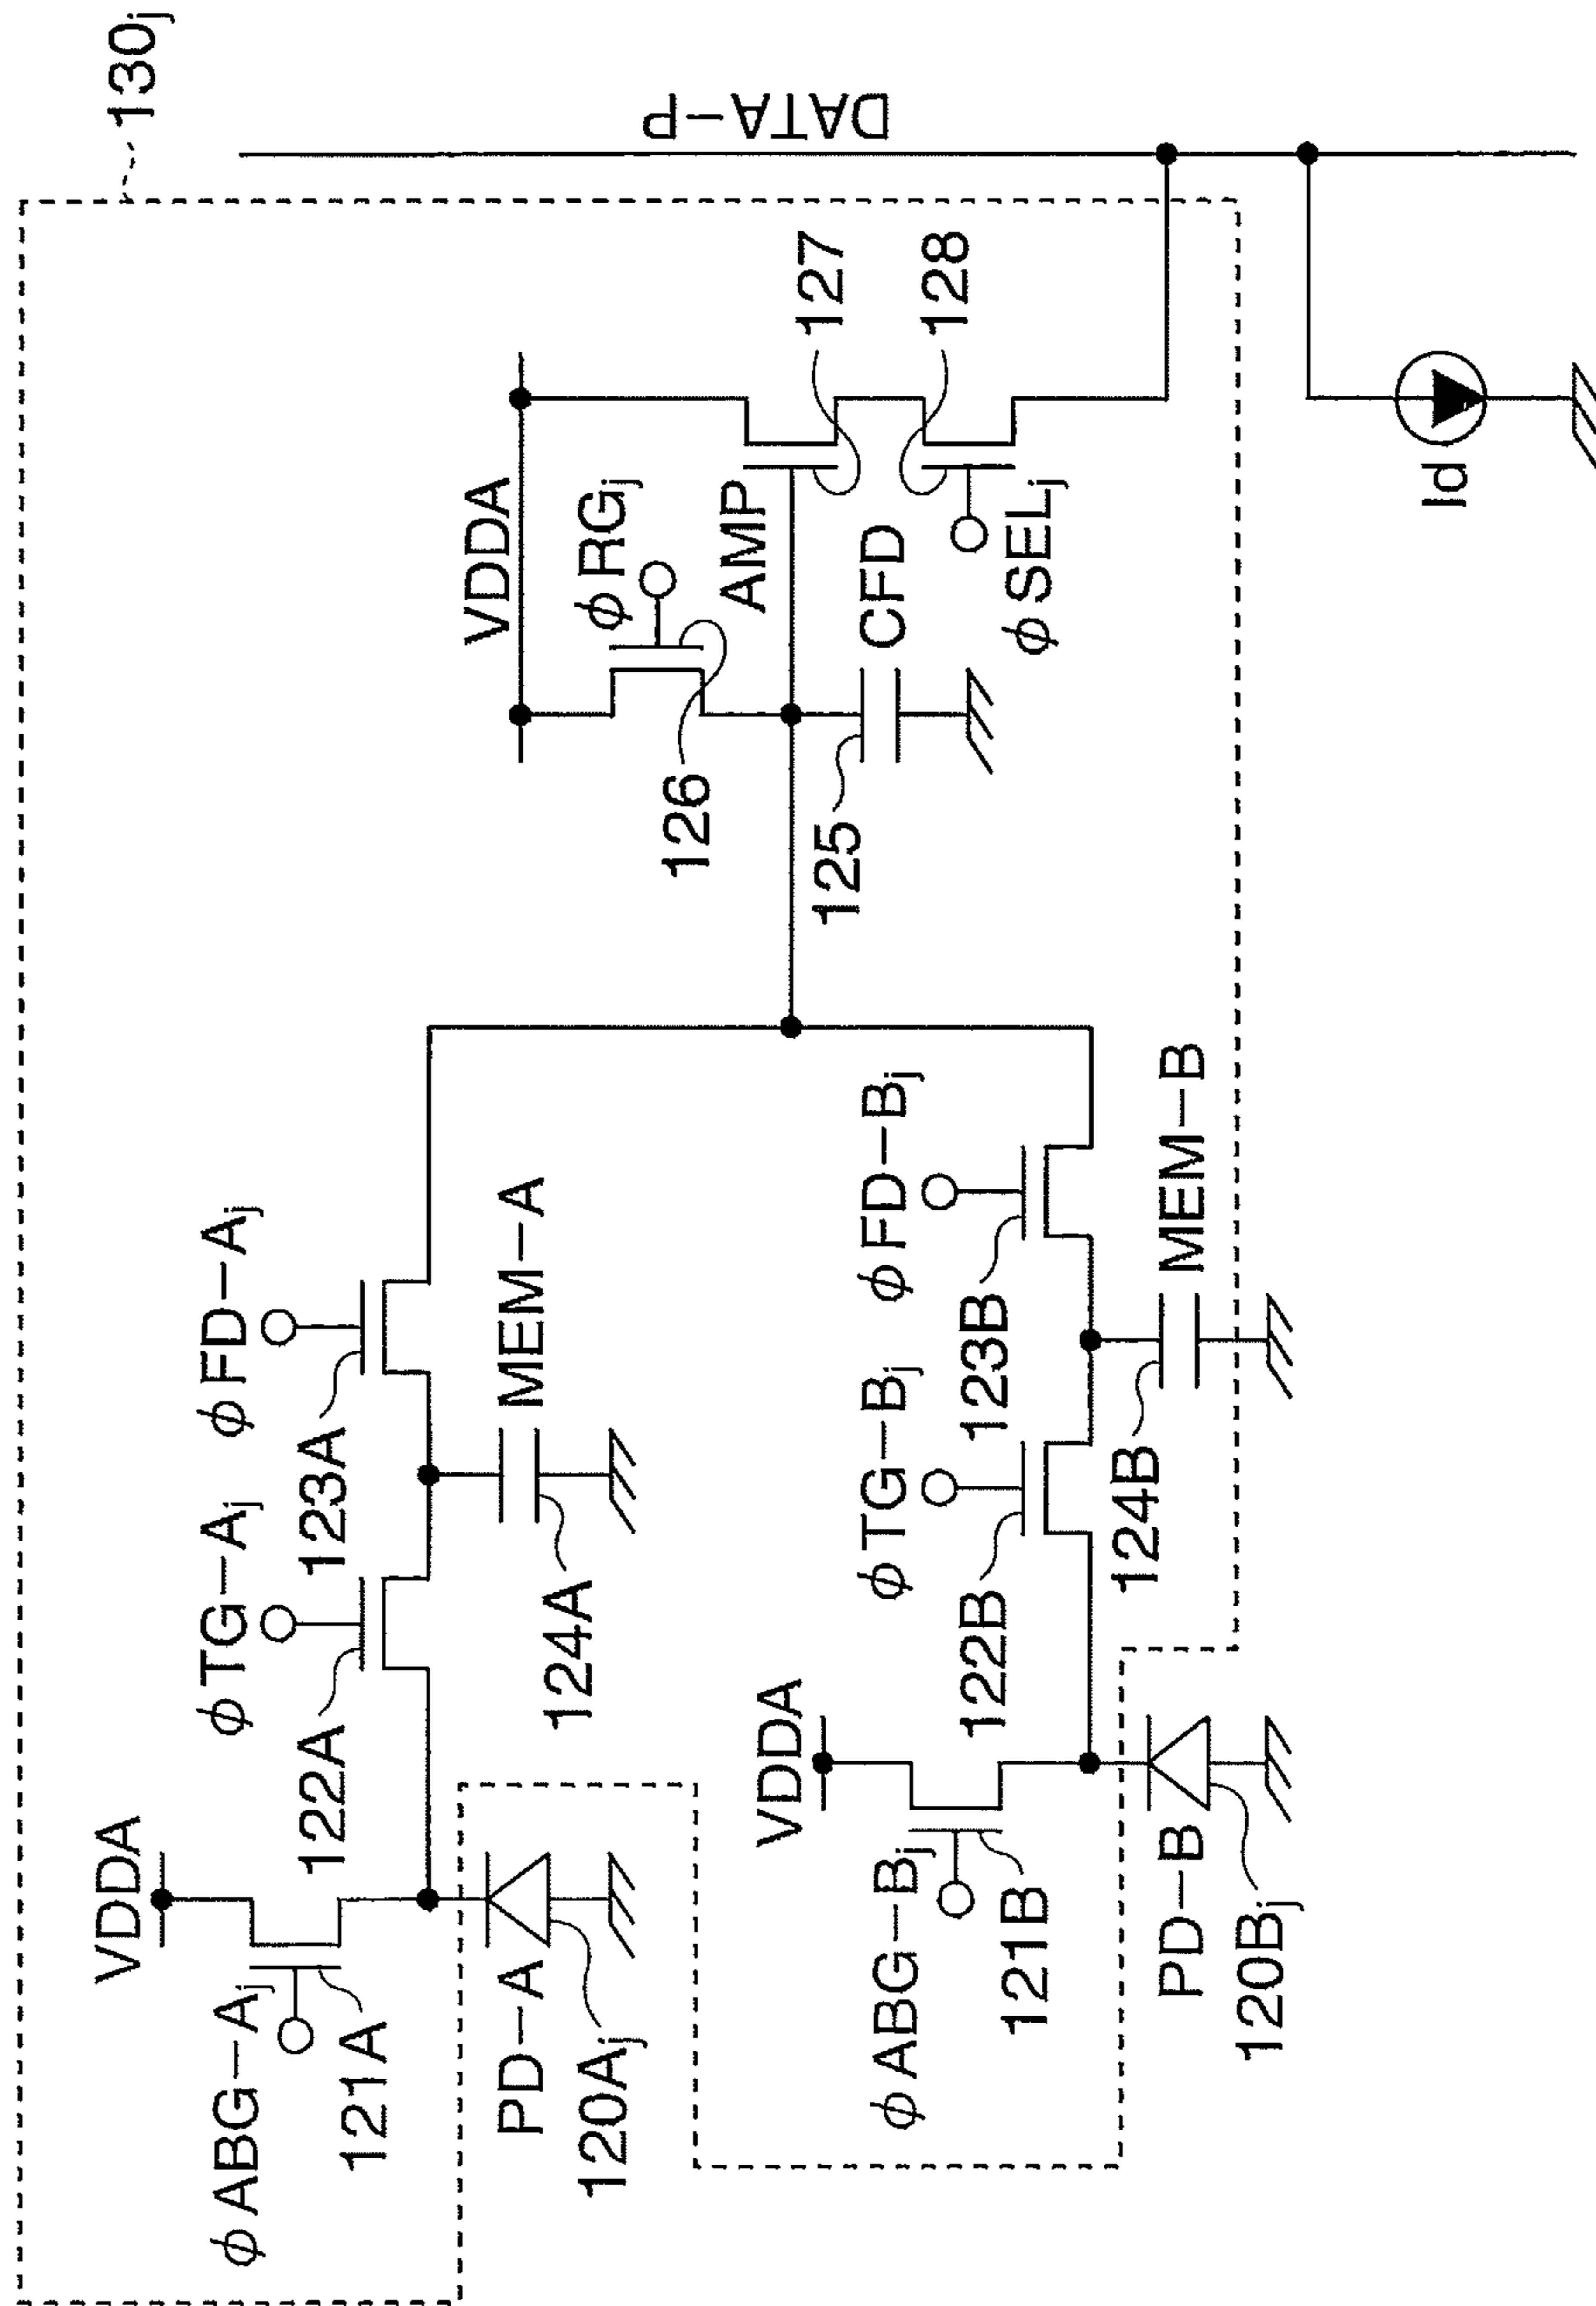 130j
DATA-P
VDDA
φRGj
126
AMP
127
128
125
CFD
φSELj
Id
φFD-Aj
φTG-Aj
123A
122A
MEM-A
124A
VDDA
φABG-Aj
121A
PD-A
120Aj
φFD-Bj
φTG-Bj
123B
122B
MEM-B
124B
VDDA
φABG-Bj
121B
PD-B
120Bj